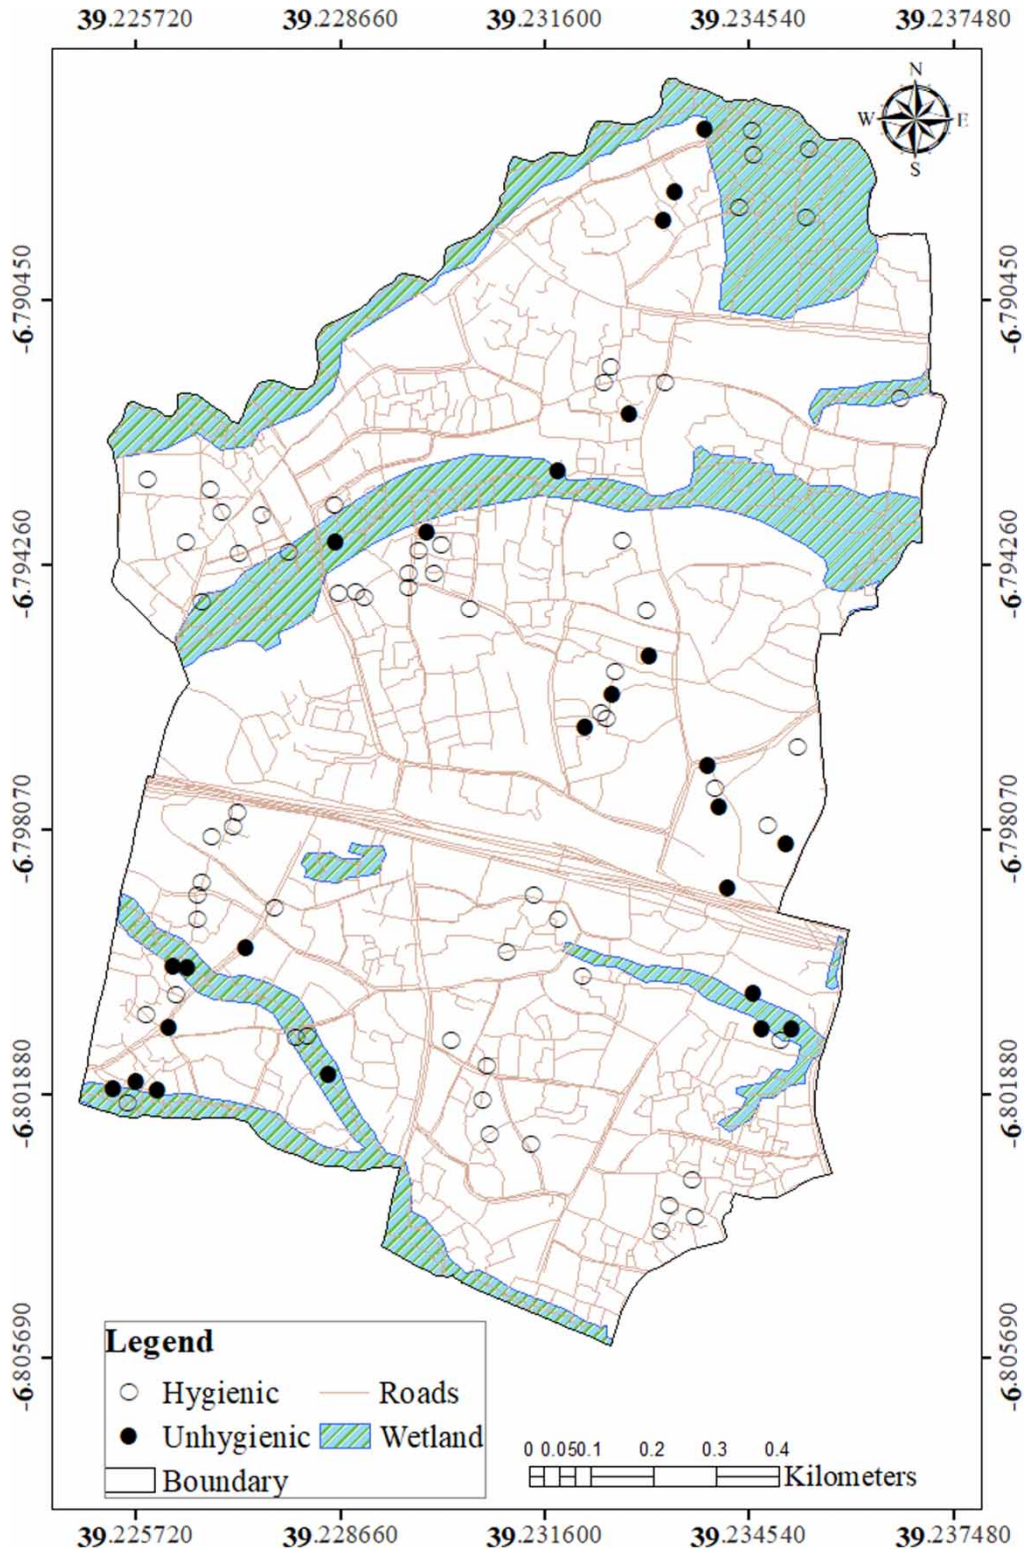 39.225720 39.228660 39.231600 39.234540 39.237480
N
W E
S
-6.790450 -6.790450
-6.794260 -6.794260
-6.798070 -6.798070
-6.801880 -6.801880
-6.805690 -6.805690
Legend
Hygienic Roads
Unhygienic Wetland
Boundary
0 0.050.1 0.2 0.3 0.4
Kilometers
39.225720 39.228660 39.231600 39.234540 39.237480